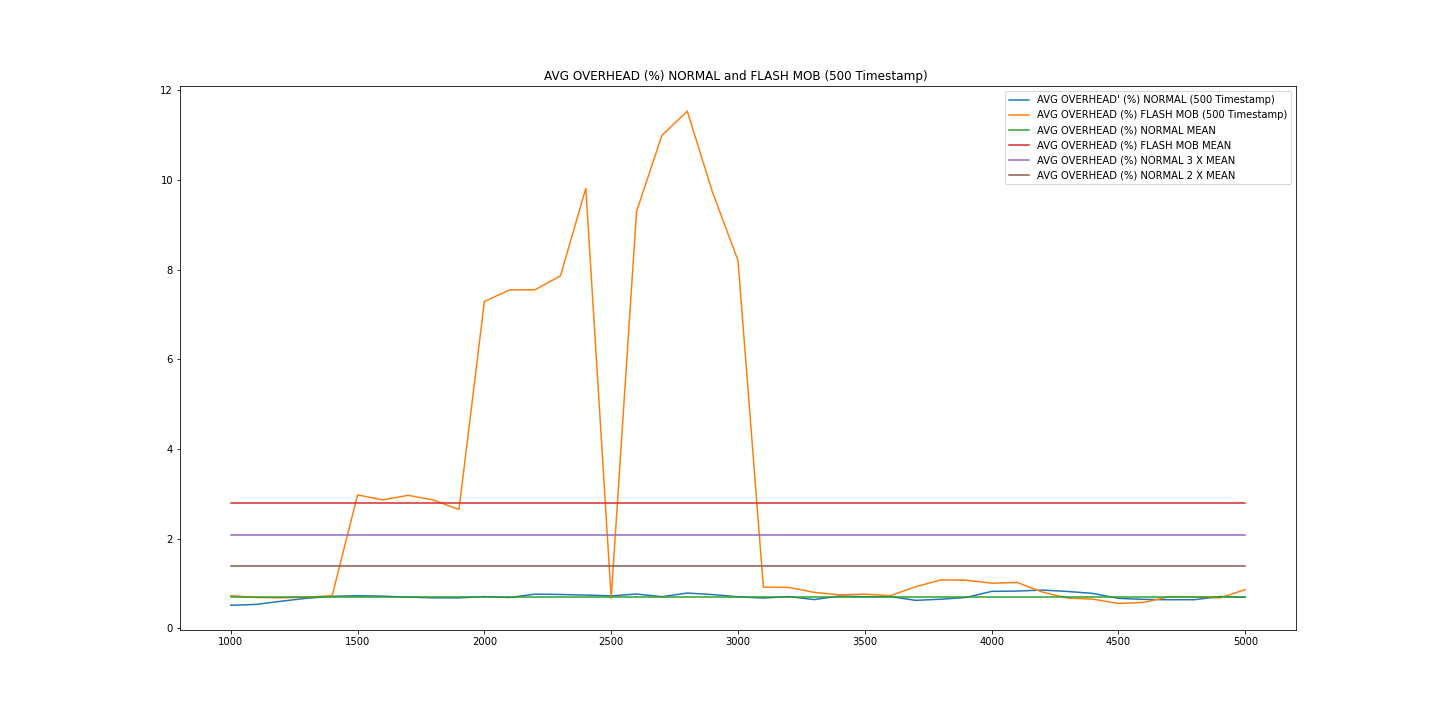 AVG OVERHEAD (%) NORMAL and FLASH MOB (500 Timestamp)
12
10
8
6
4
2
0
AVG OVERHEAD' (%) NORMAL (500 Timestamp)
AVG OVERHEAD (%) FLASH MOB (500 Timestamp)
AVG OVERHEAD (%) NORMAL MEAN
AVG OVERHEAD (%) FLASH MOB MEAN
AVG OVERHEAD (%) NORMAL 3 X MEAN
AVG OVERHEAD (%) NORMAL 2 X MEAN
1000 1500 2000 2500 3000 3500 4000 4500 5000